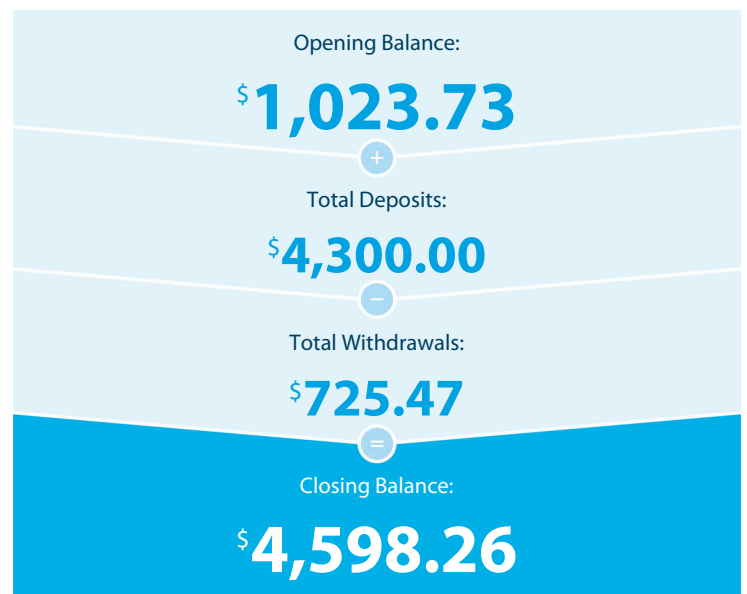 Opening Balance:
$1,023.73
+
Total Deposits:
$4,300.00
−
Total Withdrawals:
$725.47
=
Closing Balance:
$4,598.26